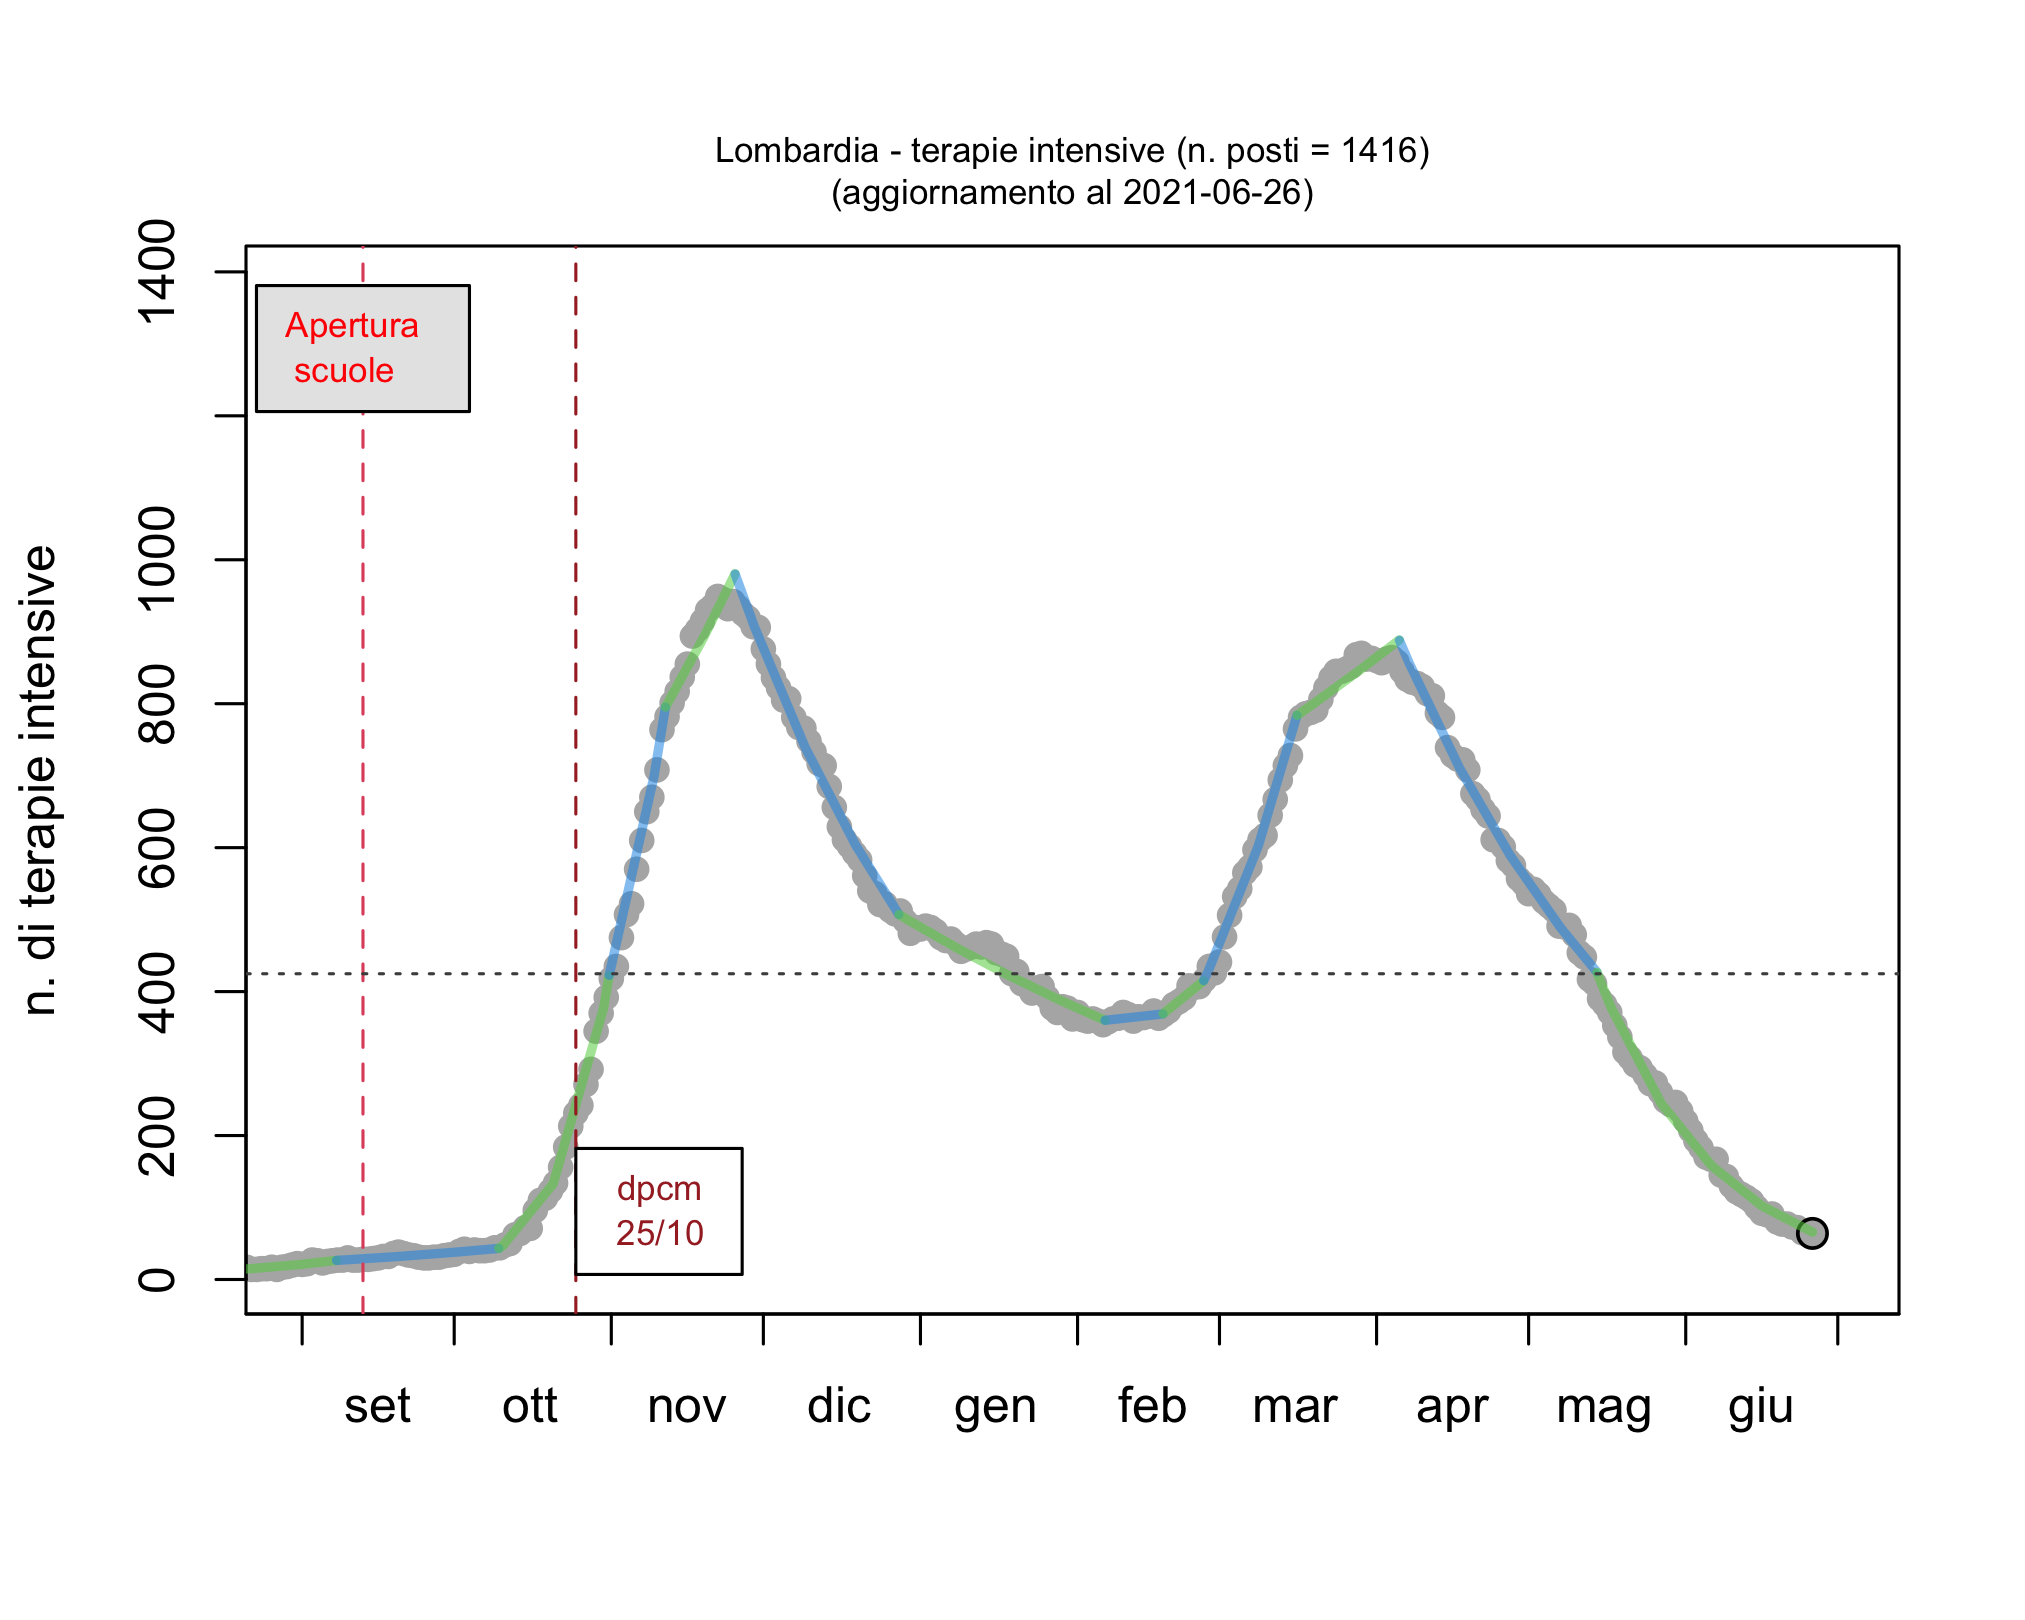 Lombardia - terapie intensive (n. posti = 1416)
(aggiornamento al 2021-06-26)
n. di terapie intensive
1400
1000
800
600
400
200
0
Apertura
scuole
dpcm
25/10
set ott nov dic gen feb mar apr mag giu